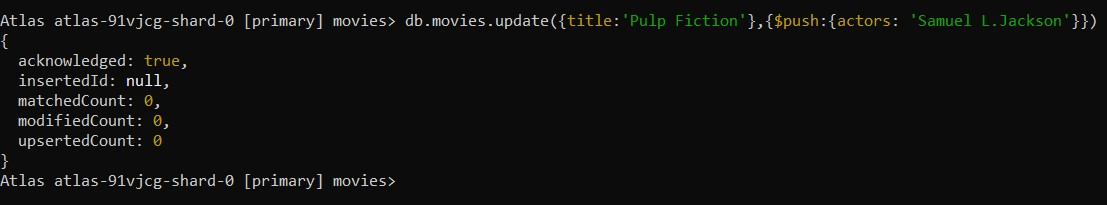 Atlas atlas-91vjcg-shard-0 [primary] movies> db.movies.update({title:'Pulp Fiction'},{$push:{actors: 'Samuel L.Jackson'}})
{
  acknowledged: true,
  insertedId: null,
  matchedCount: 0,
  modifiedCount: 0,
  upsertedCount: 0
}
Atlas atlas-91vjcg-shard-0 [primary] movies>